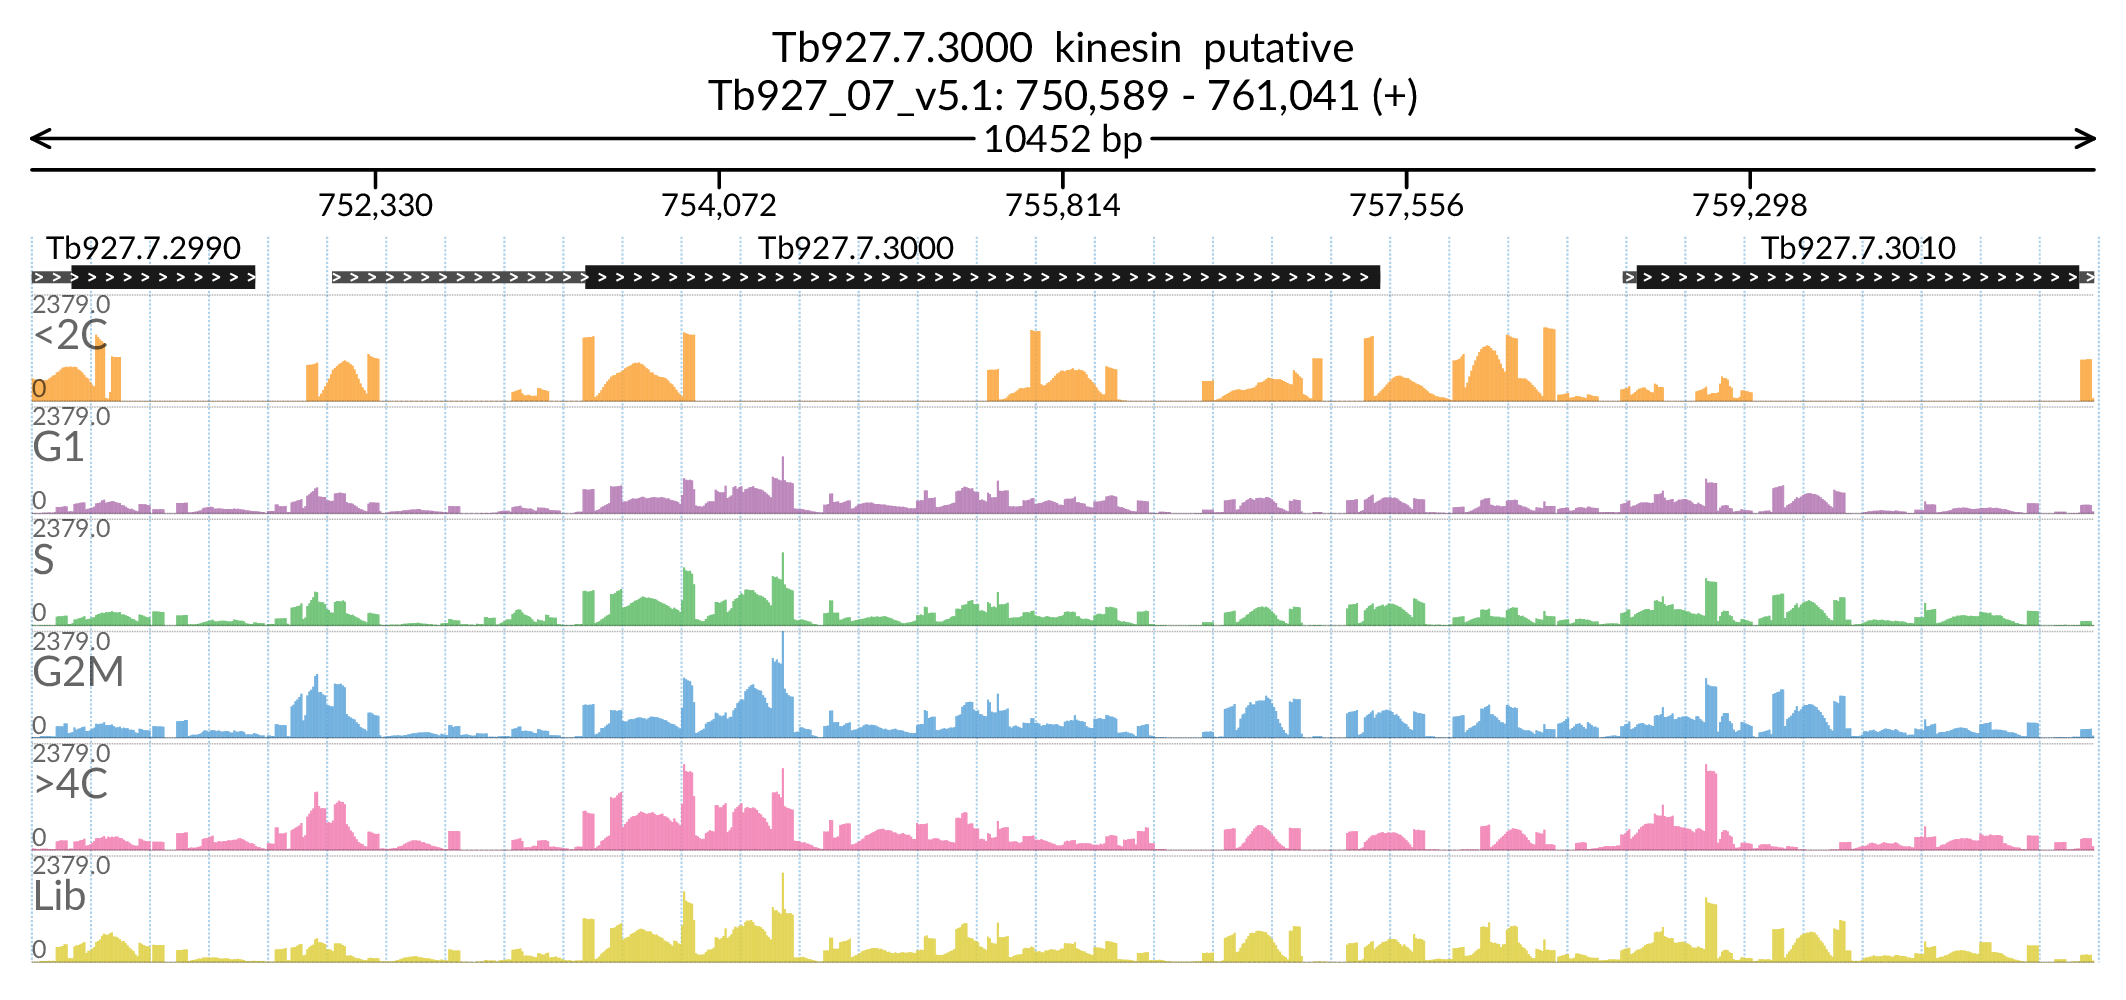 Tb927.7.3000 kinesin putative
Tb927_07_v5.1: 750,589 - 761,041 (+)
10452 bp
752,330 754,072 755,814 757,556 759,298
Tb927.7.2990 Tb927.7.3000 Tb927.7.3010
2379.0
<2C
0
2379.0
G1
0
2379.0
S
0
2379.0
G2M
0
2379.0
>4C
0
2379.0
Lib
0